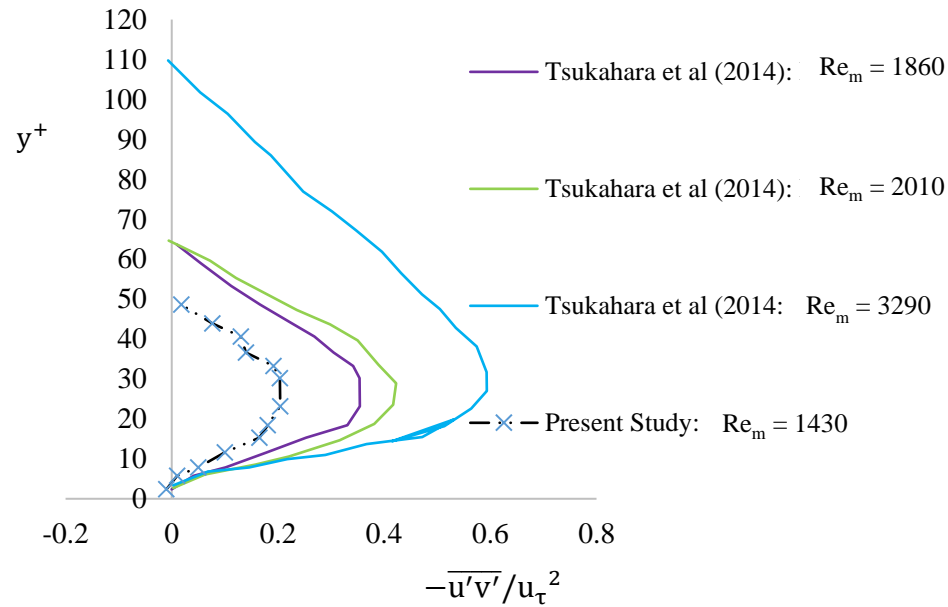 120
110
100
90
80
70
60
50
40
30
20
10
0
y⁺
-0.2 0 0.2 0.4 0.6 0.8
−u′v′/uτ²
Tsukahara et al (2014): Reₘ = 1860
Tsukahara et al (2014): Reₘ = 2010
Tsukahara et al (2014: Reₘ = 3290
Present Study: Reₘ = 1430